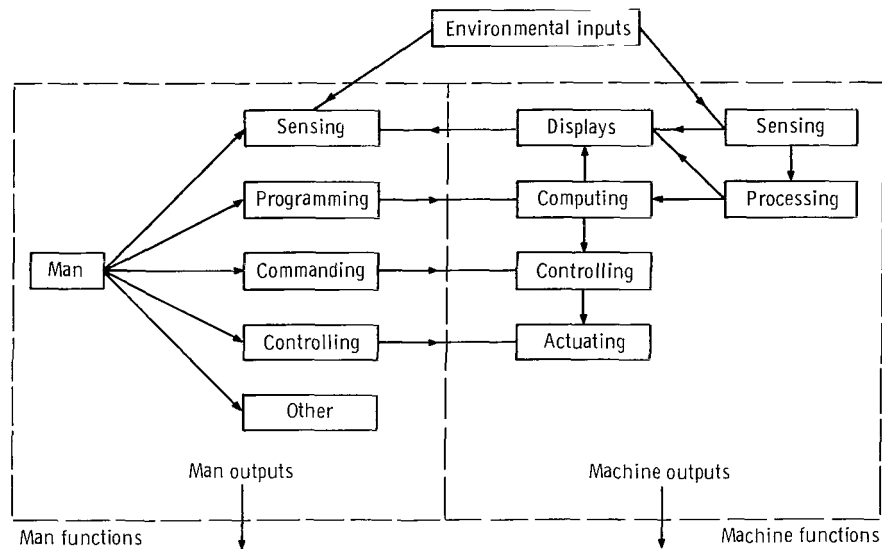 Environmental inputs
Sensing
Displays
Sensing
Programming
Computing
Processing
Man
Commanding
Controlling
Controlling
Actuating
Other
Man outputs
Machine outputs
Man functions
Machine functions